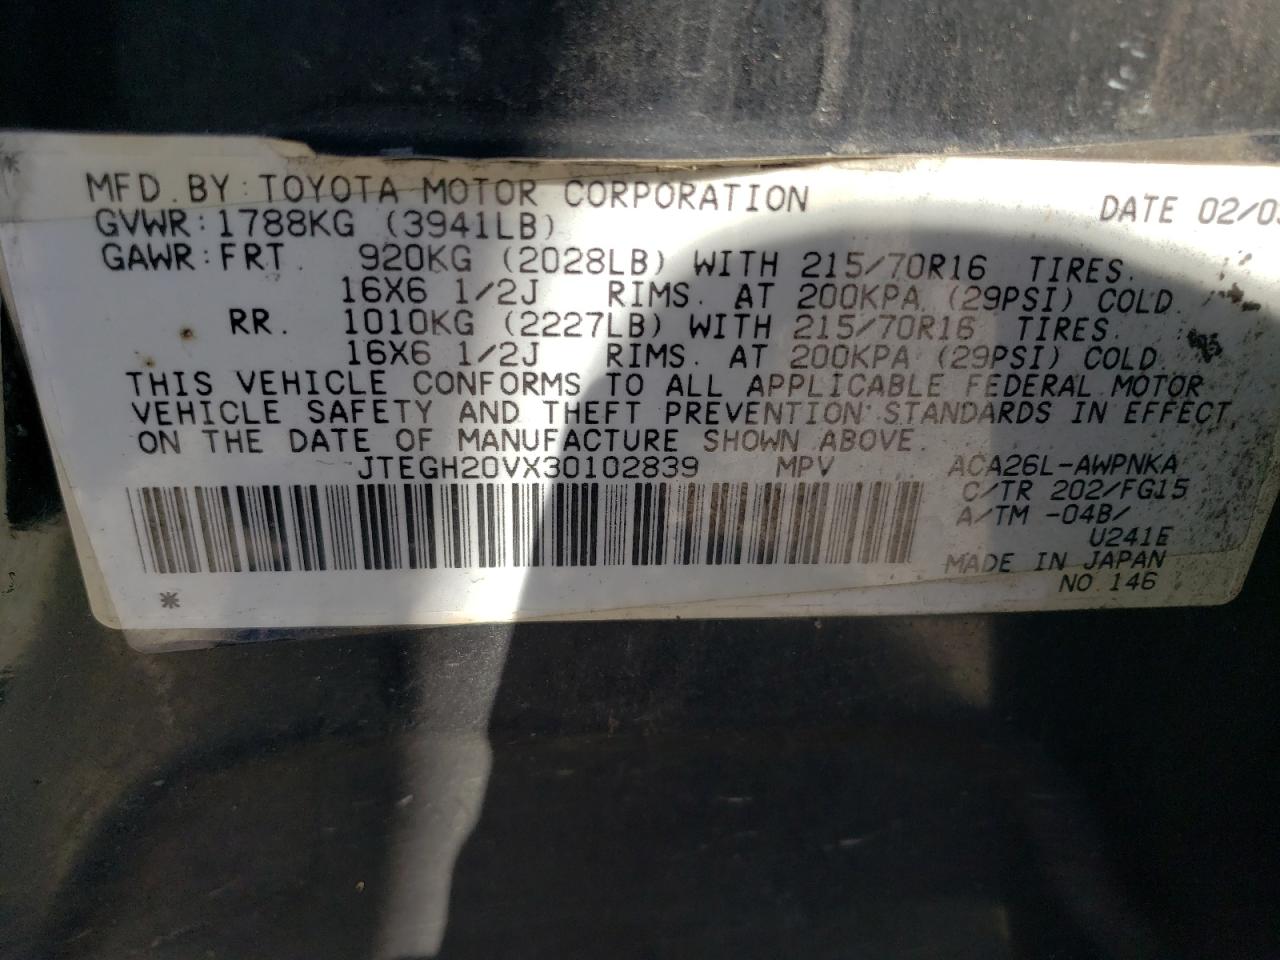 MFD. BY: TOYOTA MOTOR CORPORATION DATE 02/0
GVWR: 1788KG (3941LB)
GAWR: FRT. 920KG (2028LB) WITH 215/70R16 TIRES.
16X6 1/2J RIMS. AT 200KPA (29PSI) COLD
RR. 1010KG (2227LB) WITH 215/70R16 TIRES.
16X6 1/2J RIMS. AT 200KPA (29PSI) COLD
THIS VEHICLE CONFORMS TO ALL APPLICABLE FEDERAL MOTOR
VEHICLE SAFETY AND THEFT PREVENTION STANDARDS IN EFFECT
ON THE DATE OF MANUFACTURE SHOWN ABOVE.
JTEGH20VX30102839 MPV ACA26L-AWPNKA
C/TR 202/FG15
A/TM -04B/
U241E
MADE IN JAPAN
NO.146